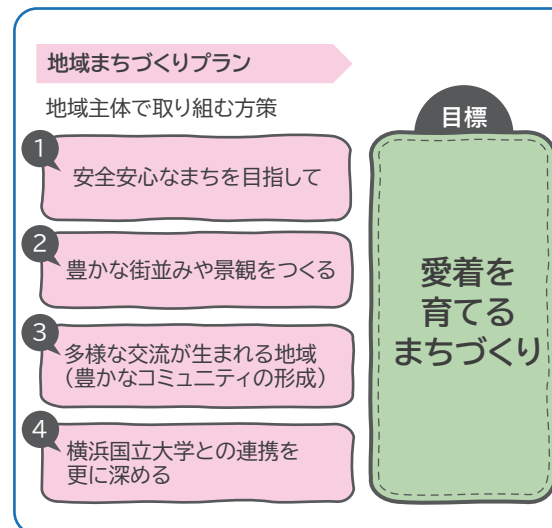 地域まちづくりプラン
地域主体で取り組む方策
1
安全安心なまちを目指して
2
豊かな街並みや景観をつくる
3
多様な交流が生まれる地域
（豊かなコミュニティの形成）
4
横浜国立大学との連携を
更に深める
目標
愛着を
育てる
まちづくり